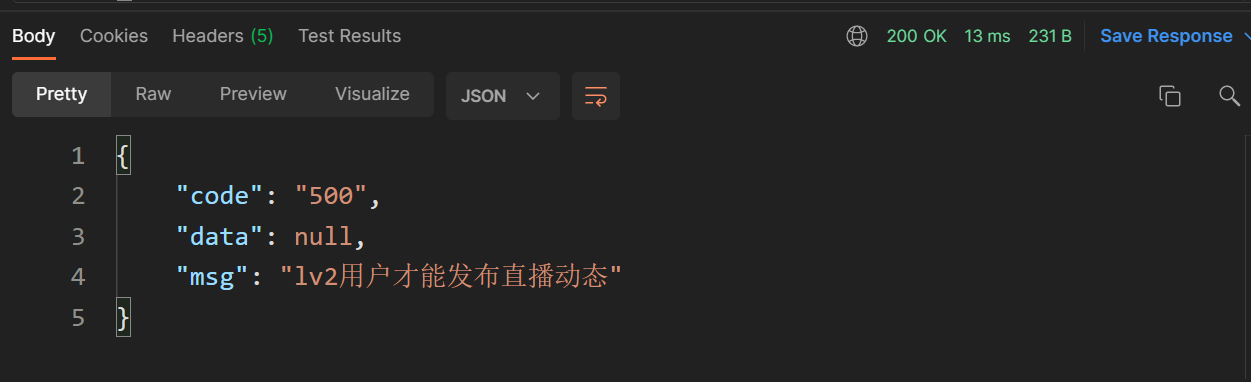 Body Cookies Headers (5) Test Results 200 OK 13 ms 231 B Save Response
Pretty Raw Preview Visualize JSON
1 {
2 "code": "500",
3 "data": null,
4 "msg": "lv2用户才能发布直播动态"
5 }